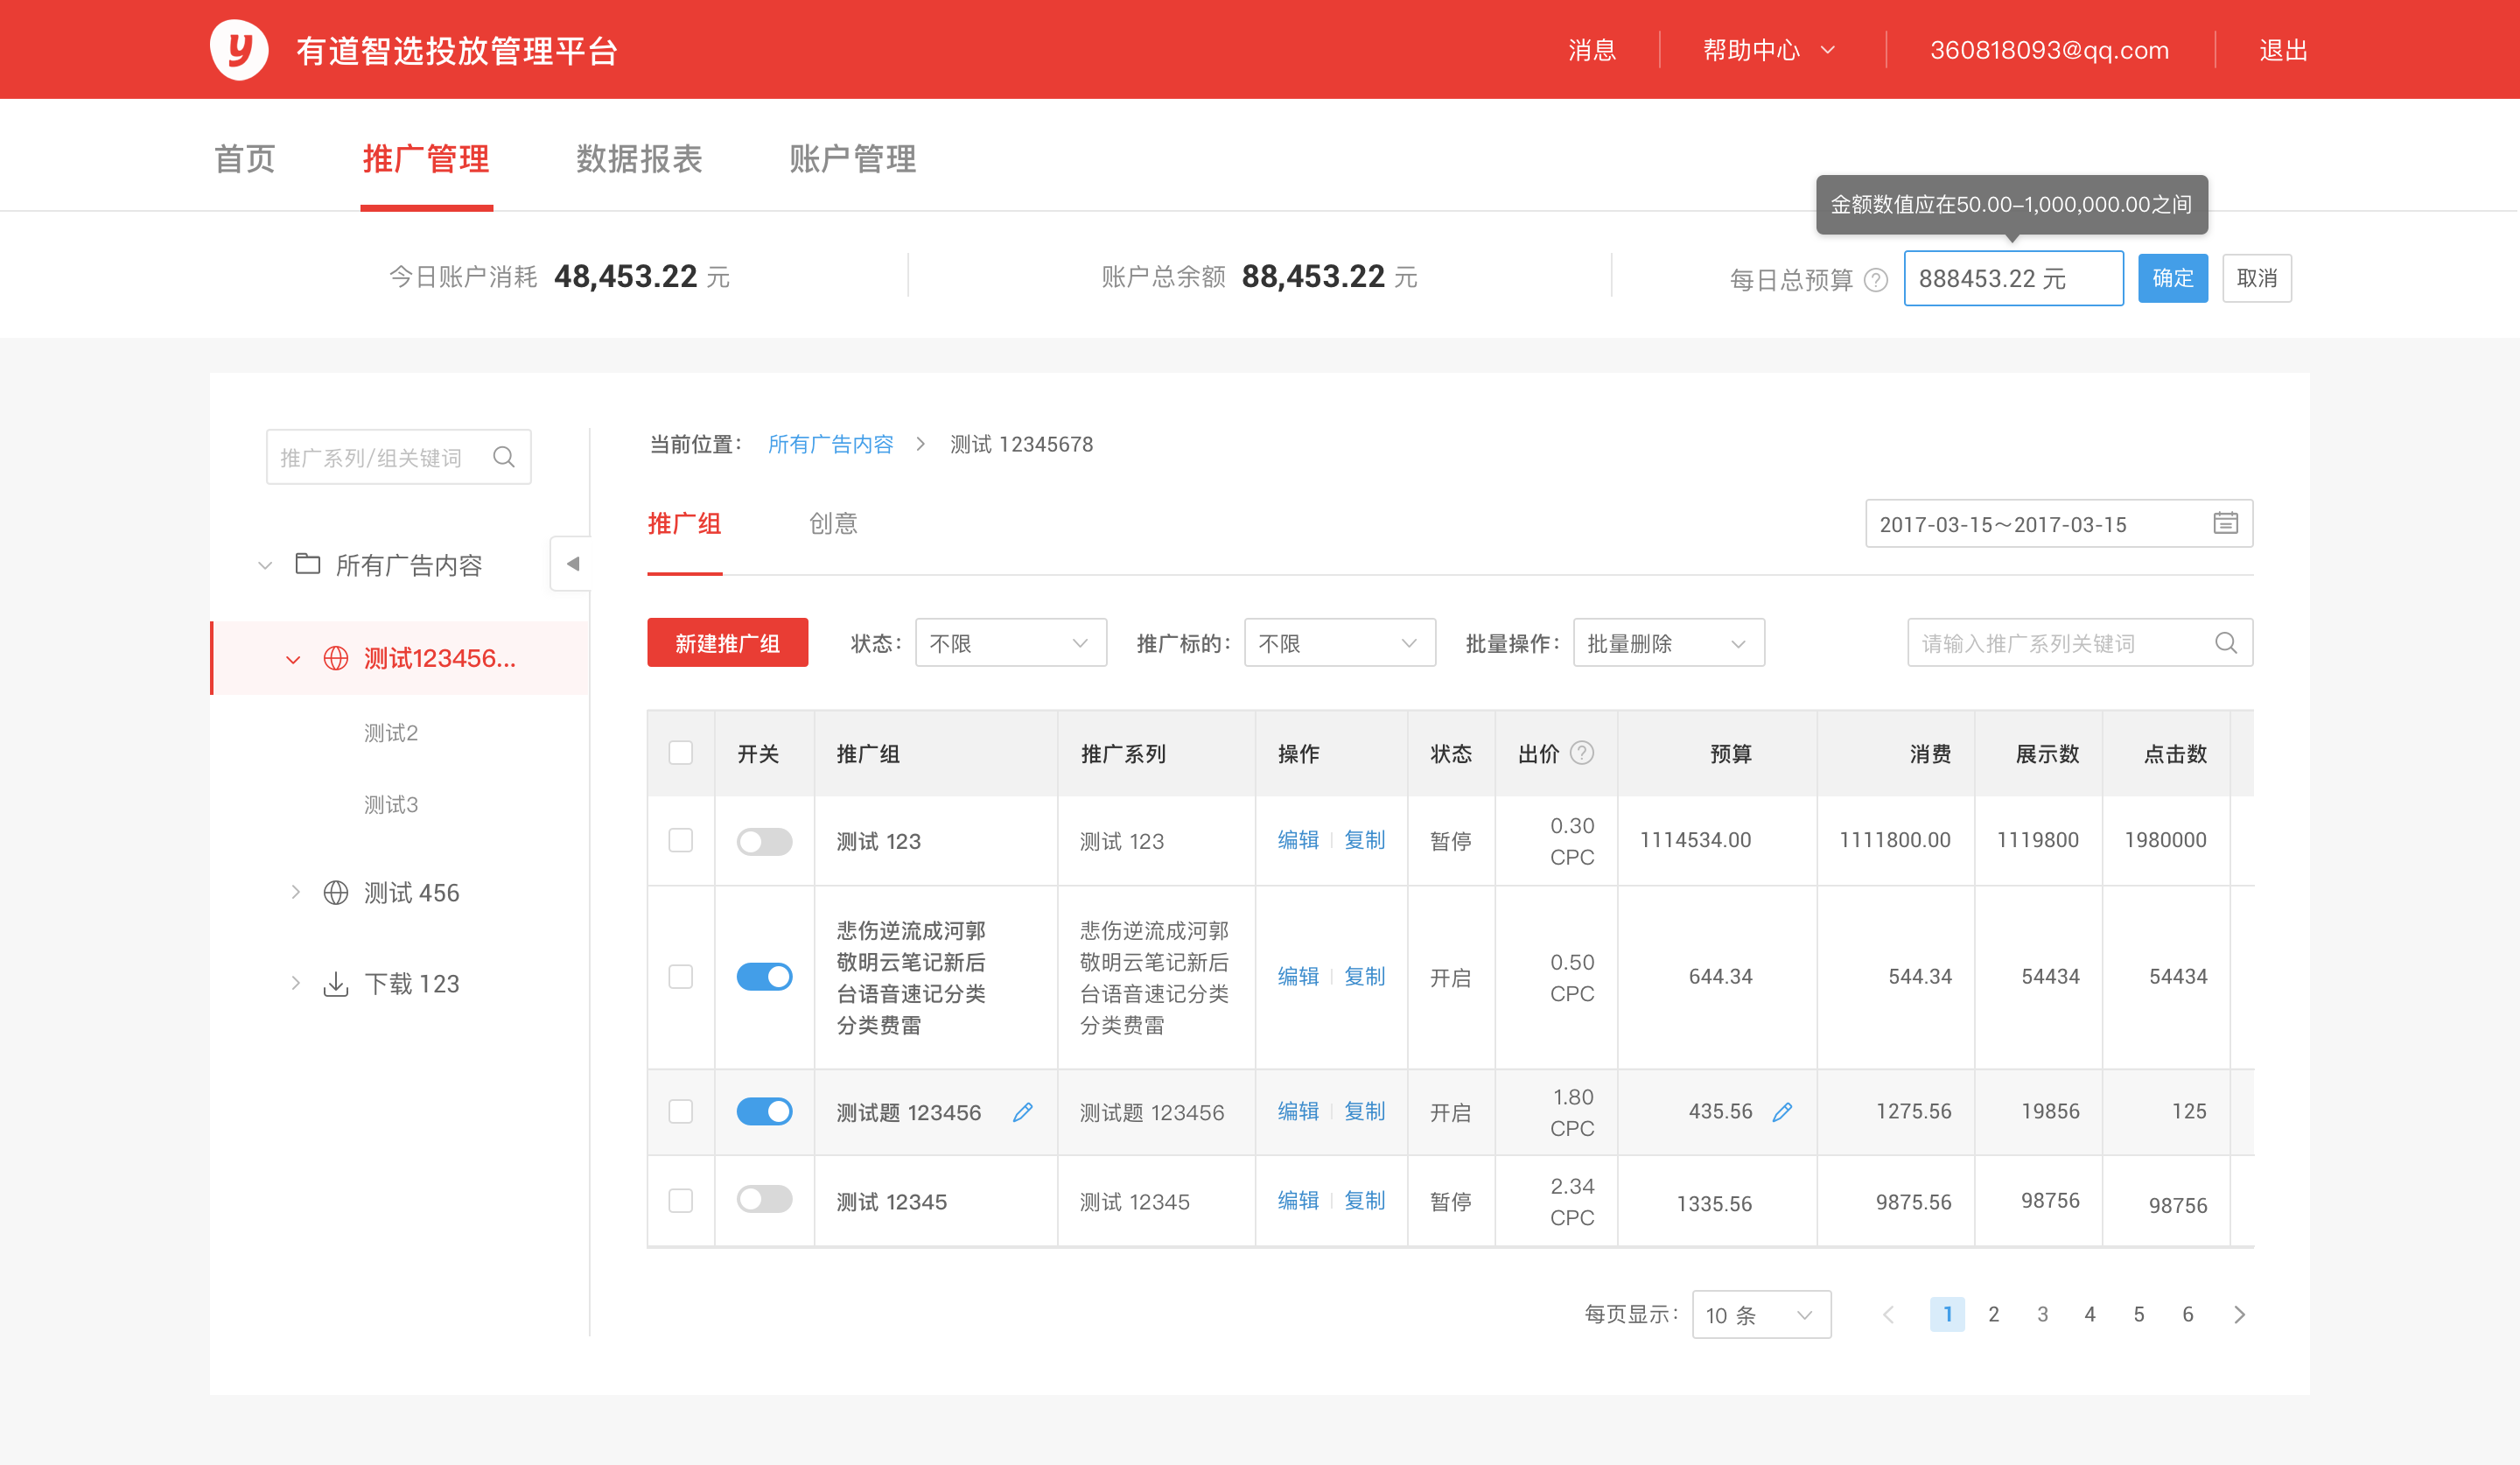 y 有道智选投放管理平台 消息 帮助中心 360818093@qq.com 退出
首页 推广管理 数据报表 账户管理
金额数值应在50.00–1,000,000.00之间
今日账户消耗 48,453.22 元 账户总余额 88,453.22 元 每日总预算 ? 888453.22 元 确定 取消
推广系列/组关键词
所有广告内容
测试123456...
测试2
测试3
测试 456
下载 123
当前位置： 所有广告内容 > 测试 12345678
推广组 创意 2017-03-15～2017-03-15
新建推广组 状态： 不限 推广标的： 不限 批量操作： 批量删除 请输入推广系列关键词
开关 推广组 推广系列 操作 状态 出价 ? 预算 消费 展示数 点击数
测试 123 测试 123 编辑 复制 暂停 0.30 CPC 1114534.00 1111800.00 1119800 1980000
悲伤逆流成河郭 悲伤逆流成河郭
敬明云笔记新后 敬明云笔记新后 编辑 复制 开启 0.50 CPC 644.34 544.34 54434 54434
台语音速记分类 台语音速记分类
分类费雷 分类费雷
测试题 123456 测试题 123456 编辑 复制 开启 1.80 CPC 435.56 1275.56 19856 125
测试 12345 测试 12345 编辑 复制 暂停 2.34 CPC 1335.56 9875.56 98756 98756
每页显示： 10 条 < 1 2 3 4 5 6 >